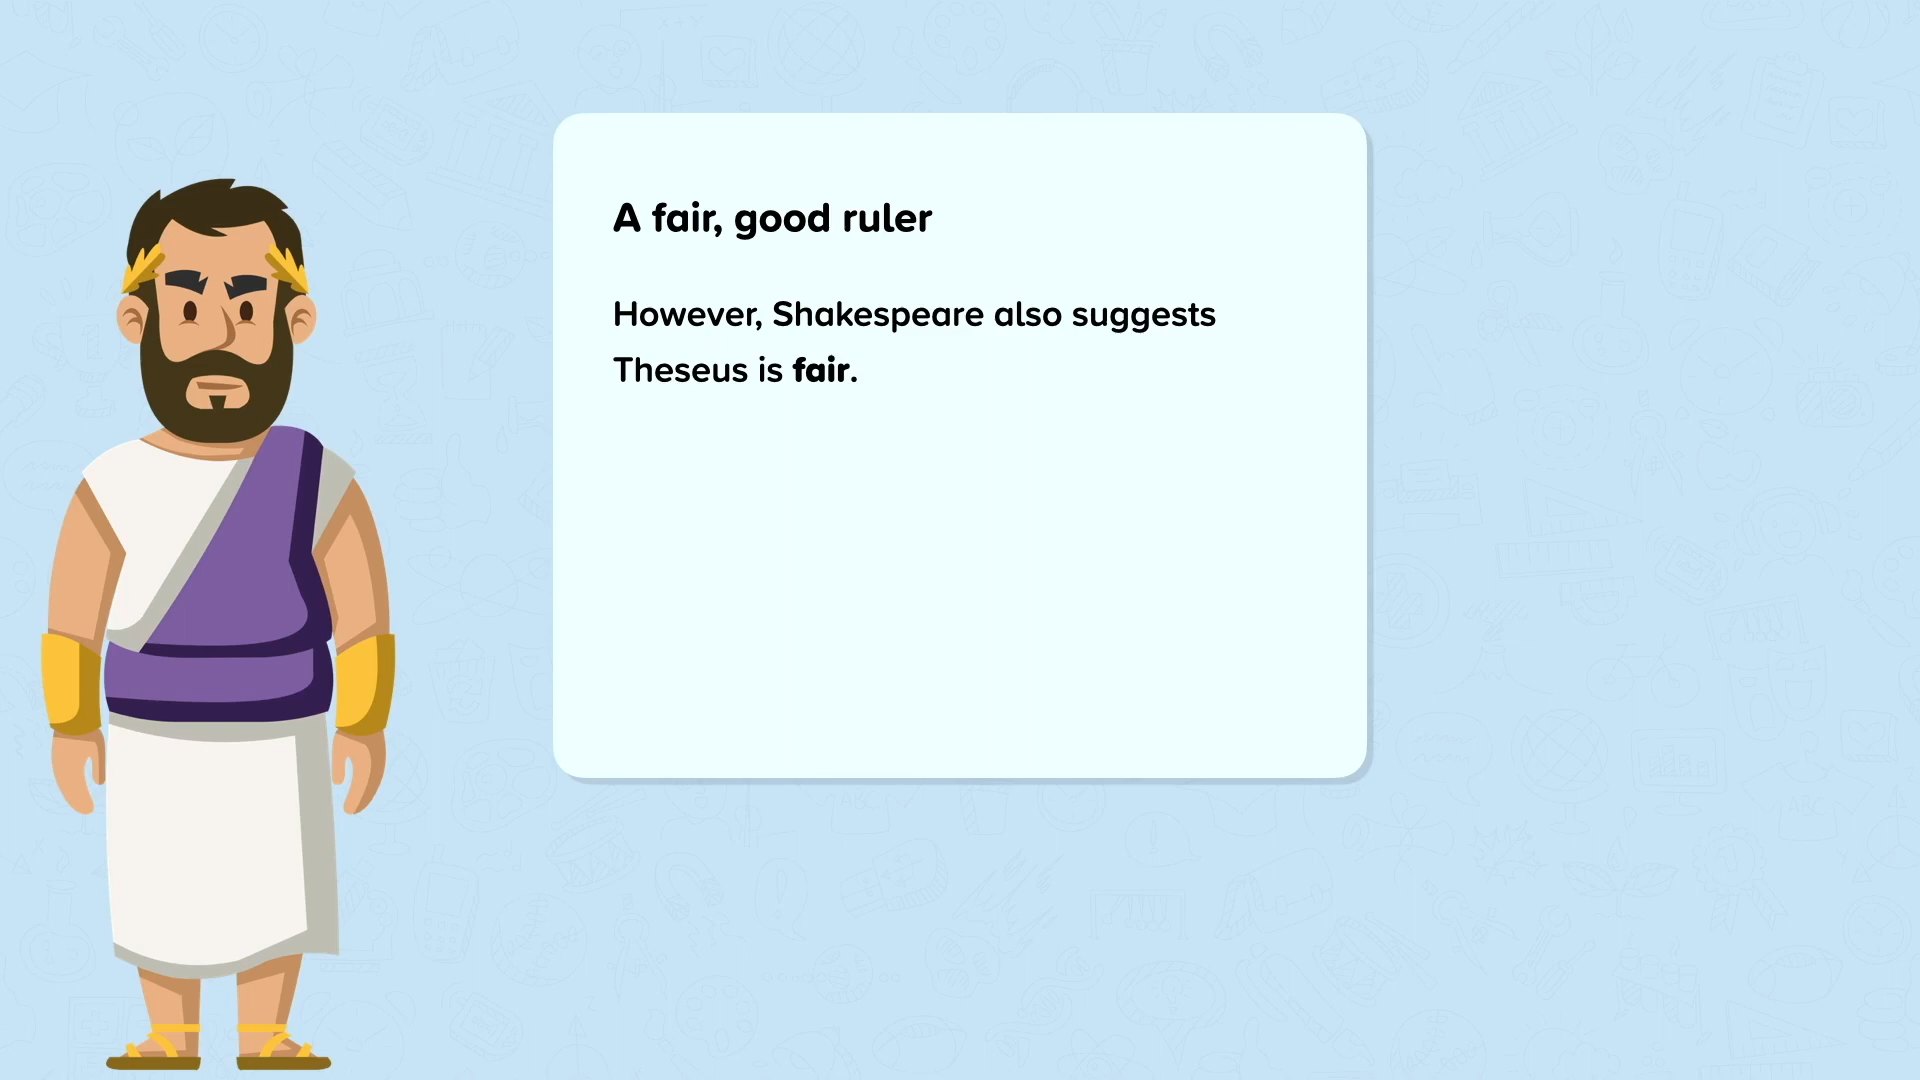 A fair, good ruler
However, Shakespeare also suggests
Theseus is fair.